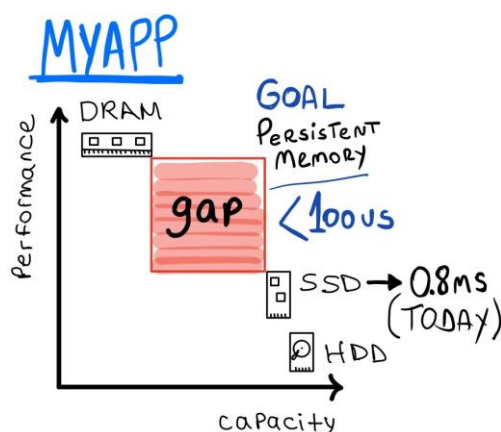 MYAPP
Performance
DRAM
GOAL
PERSISTENT
MEMORY
<100us
gap
SSD → 0.8ms
(TODAY)
HDD
capacity